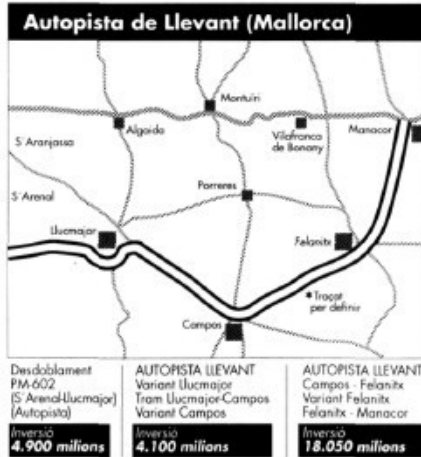 Autopista de Llevant (Mallorca)
Montuïri
Algaida
Vilafranca
de Bonany
Manacor
S'Aranjassa
S'Arenal
Porreres
Llucmajor
Felanitx
*Traçat
per definir
Campos
Desdoblament
PM-602
(S'Arenal-Llucmajor)
(Autopista)
Inversió
4.900 milions
AUTOPISTA LLEVANT
Variant Llucmajor
Tram Llucmajor-Campos
Variant Campos
Inversió
4.100 milions
AUTOPISTA LLEVANT
Campos - Felanitx
Variant Felanitx
Felanitx - Manacor
Inversió
18.050 milions